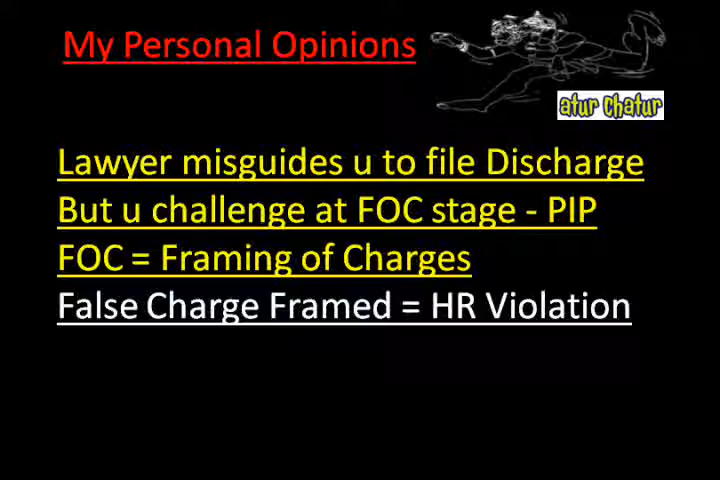 My Personal Opinions
atur chatur
Lawyer misguides u to file Discharge
But u challenge at FOC stage - PIP
FOC = Framing of Charges
False Charge Framed = HR Violation